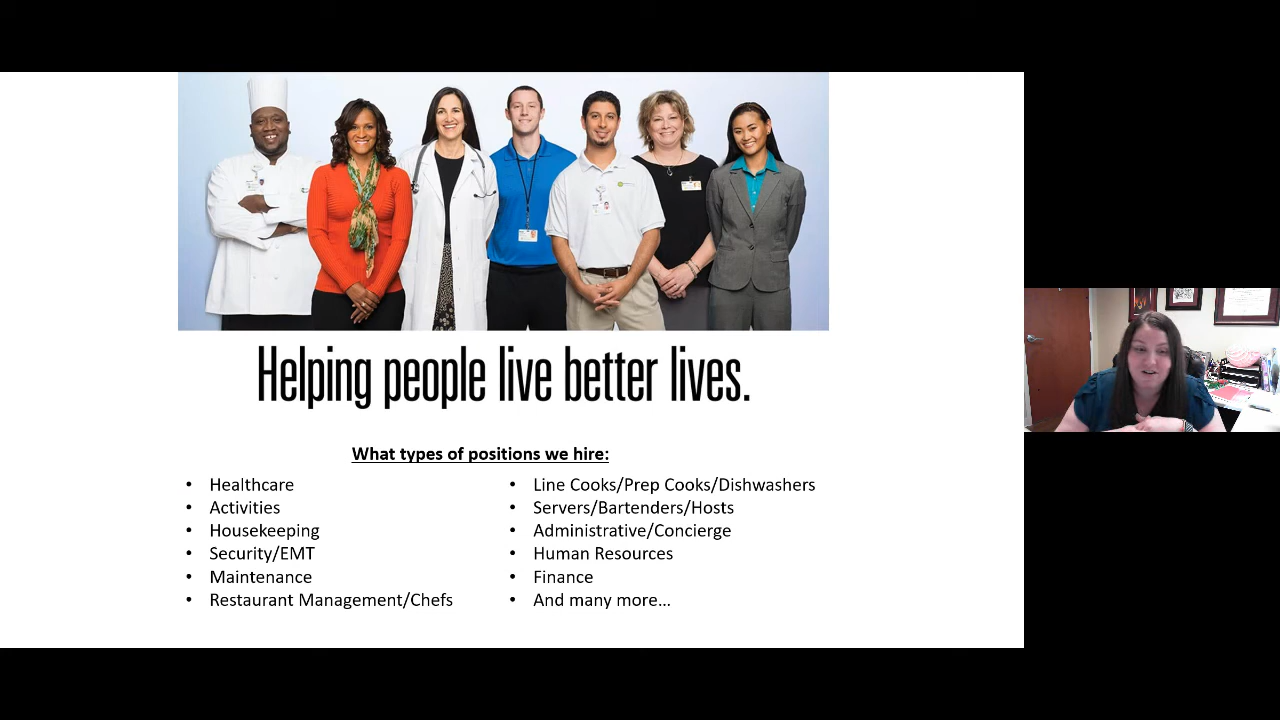 Helping people live better lives.
What types of positions we hire:
• Healthcare
• Activities
• Housekeeping
• Security/EMT
• Maintenance
• Restaurant Management/Chefs
• Line Cooks/Prep Cooks/Dishwashers
• Servers/Bartenders/Hosts
• Administrative/Concierge
• Human Resources
• Finance
• And many more...